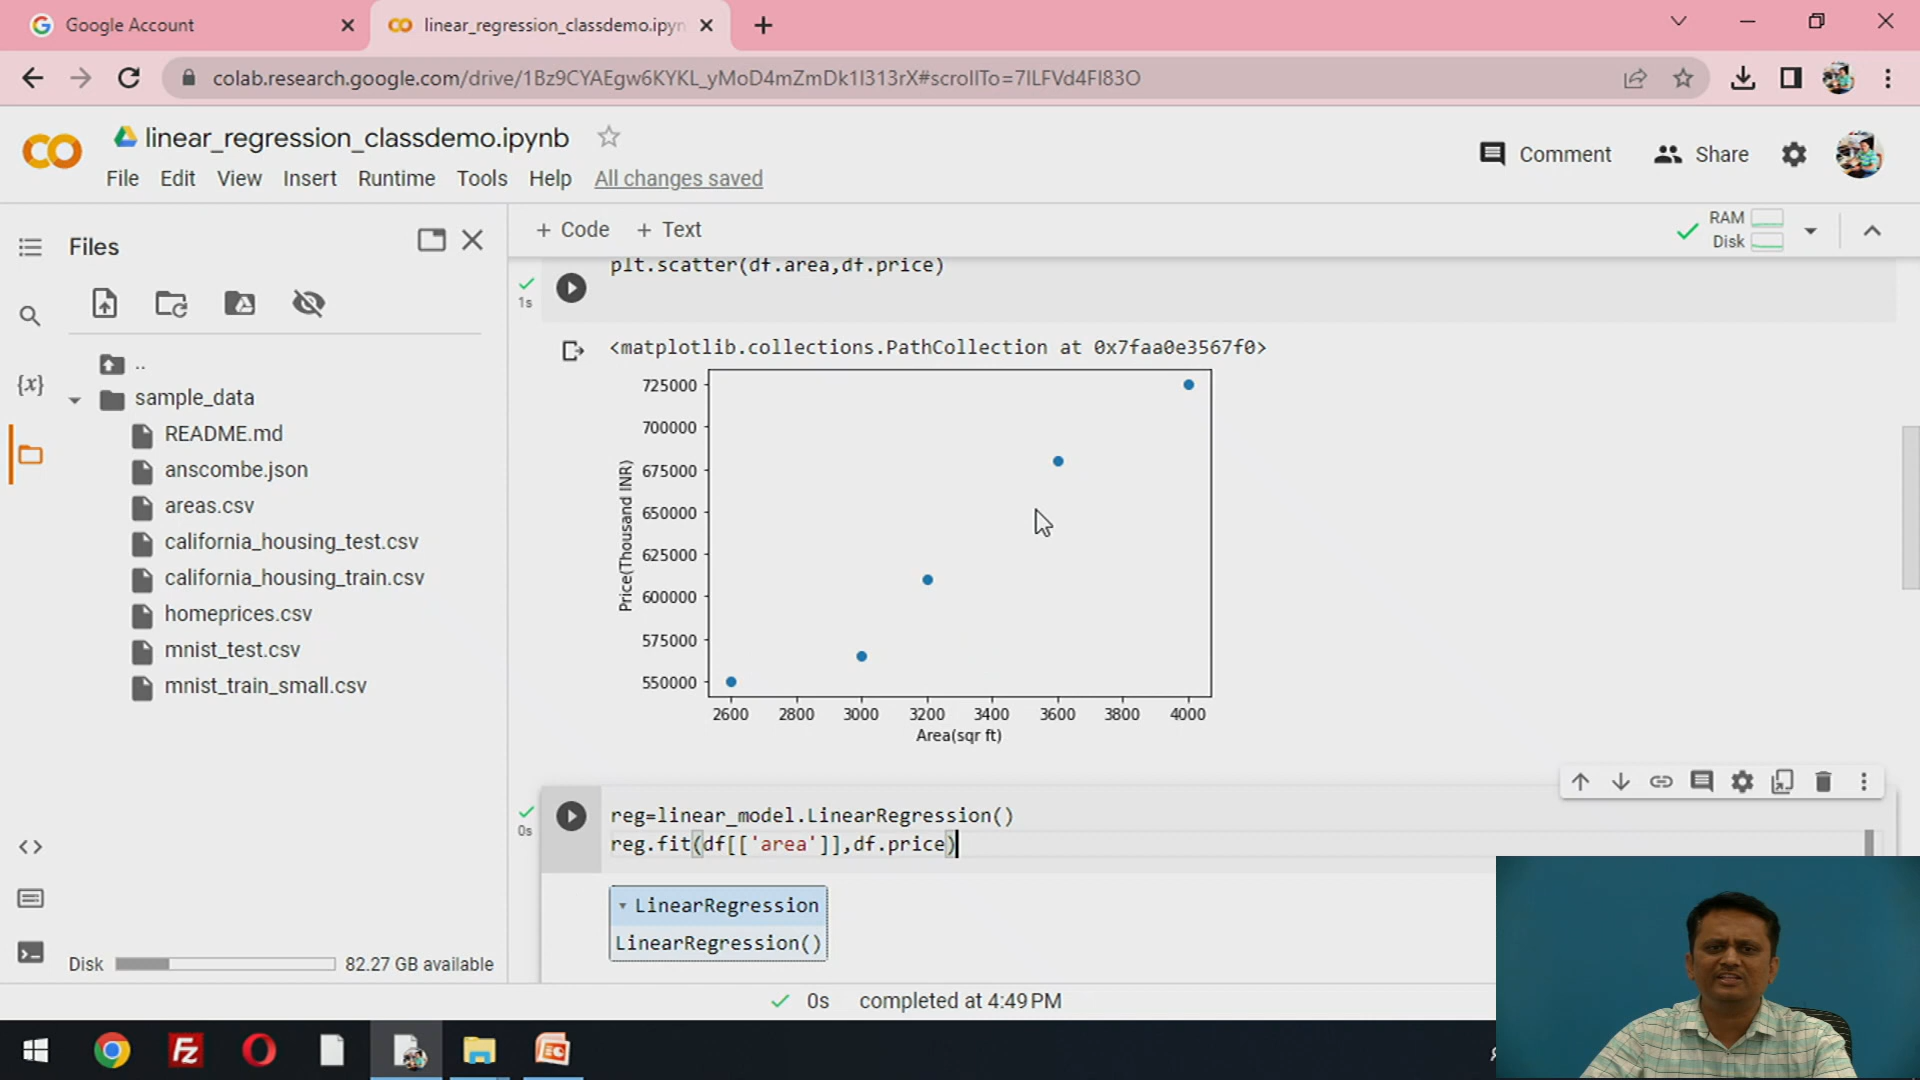 Google Account
linear_regression_classdemo.ipyn
colab.research.google.com/drive/1Bz9CYAEgw6KYKL_yMoD4mZmDk1I313rX#scrollTo=7ILFVd4FI83O
linear_regression_classdemo.ipynb
Comment
Share
File Edit View Insert Runtime Tools Help All changes saved
Files
+ Code + Text
RAM
Disk
plt.scatter(df.area,df.price)
1s
<matplotlib.collections.PathCollection at 0x7faa0e3567f0>
..
sample_data
README.md
anscombe.json
areas.csv
california_housing_test.csv
california_housing_train.csv
homeprices.csv
mnist_test.csv
mnist_train_small.csv
{x}
725000
700000
675000
650000
625000
600000
575000
550000
Price(Thousand INR)
2600 2800 3000 3200 3400 3600 3800 4000
Area(sqr ft)
0s
reg=linear_model.LinearRegression()
reg.fit(df[['area']],df.price)
LinearRegression
LinearRegression()
Disk 82.27 GB available
0s completed at 4:49 PM